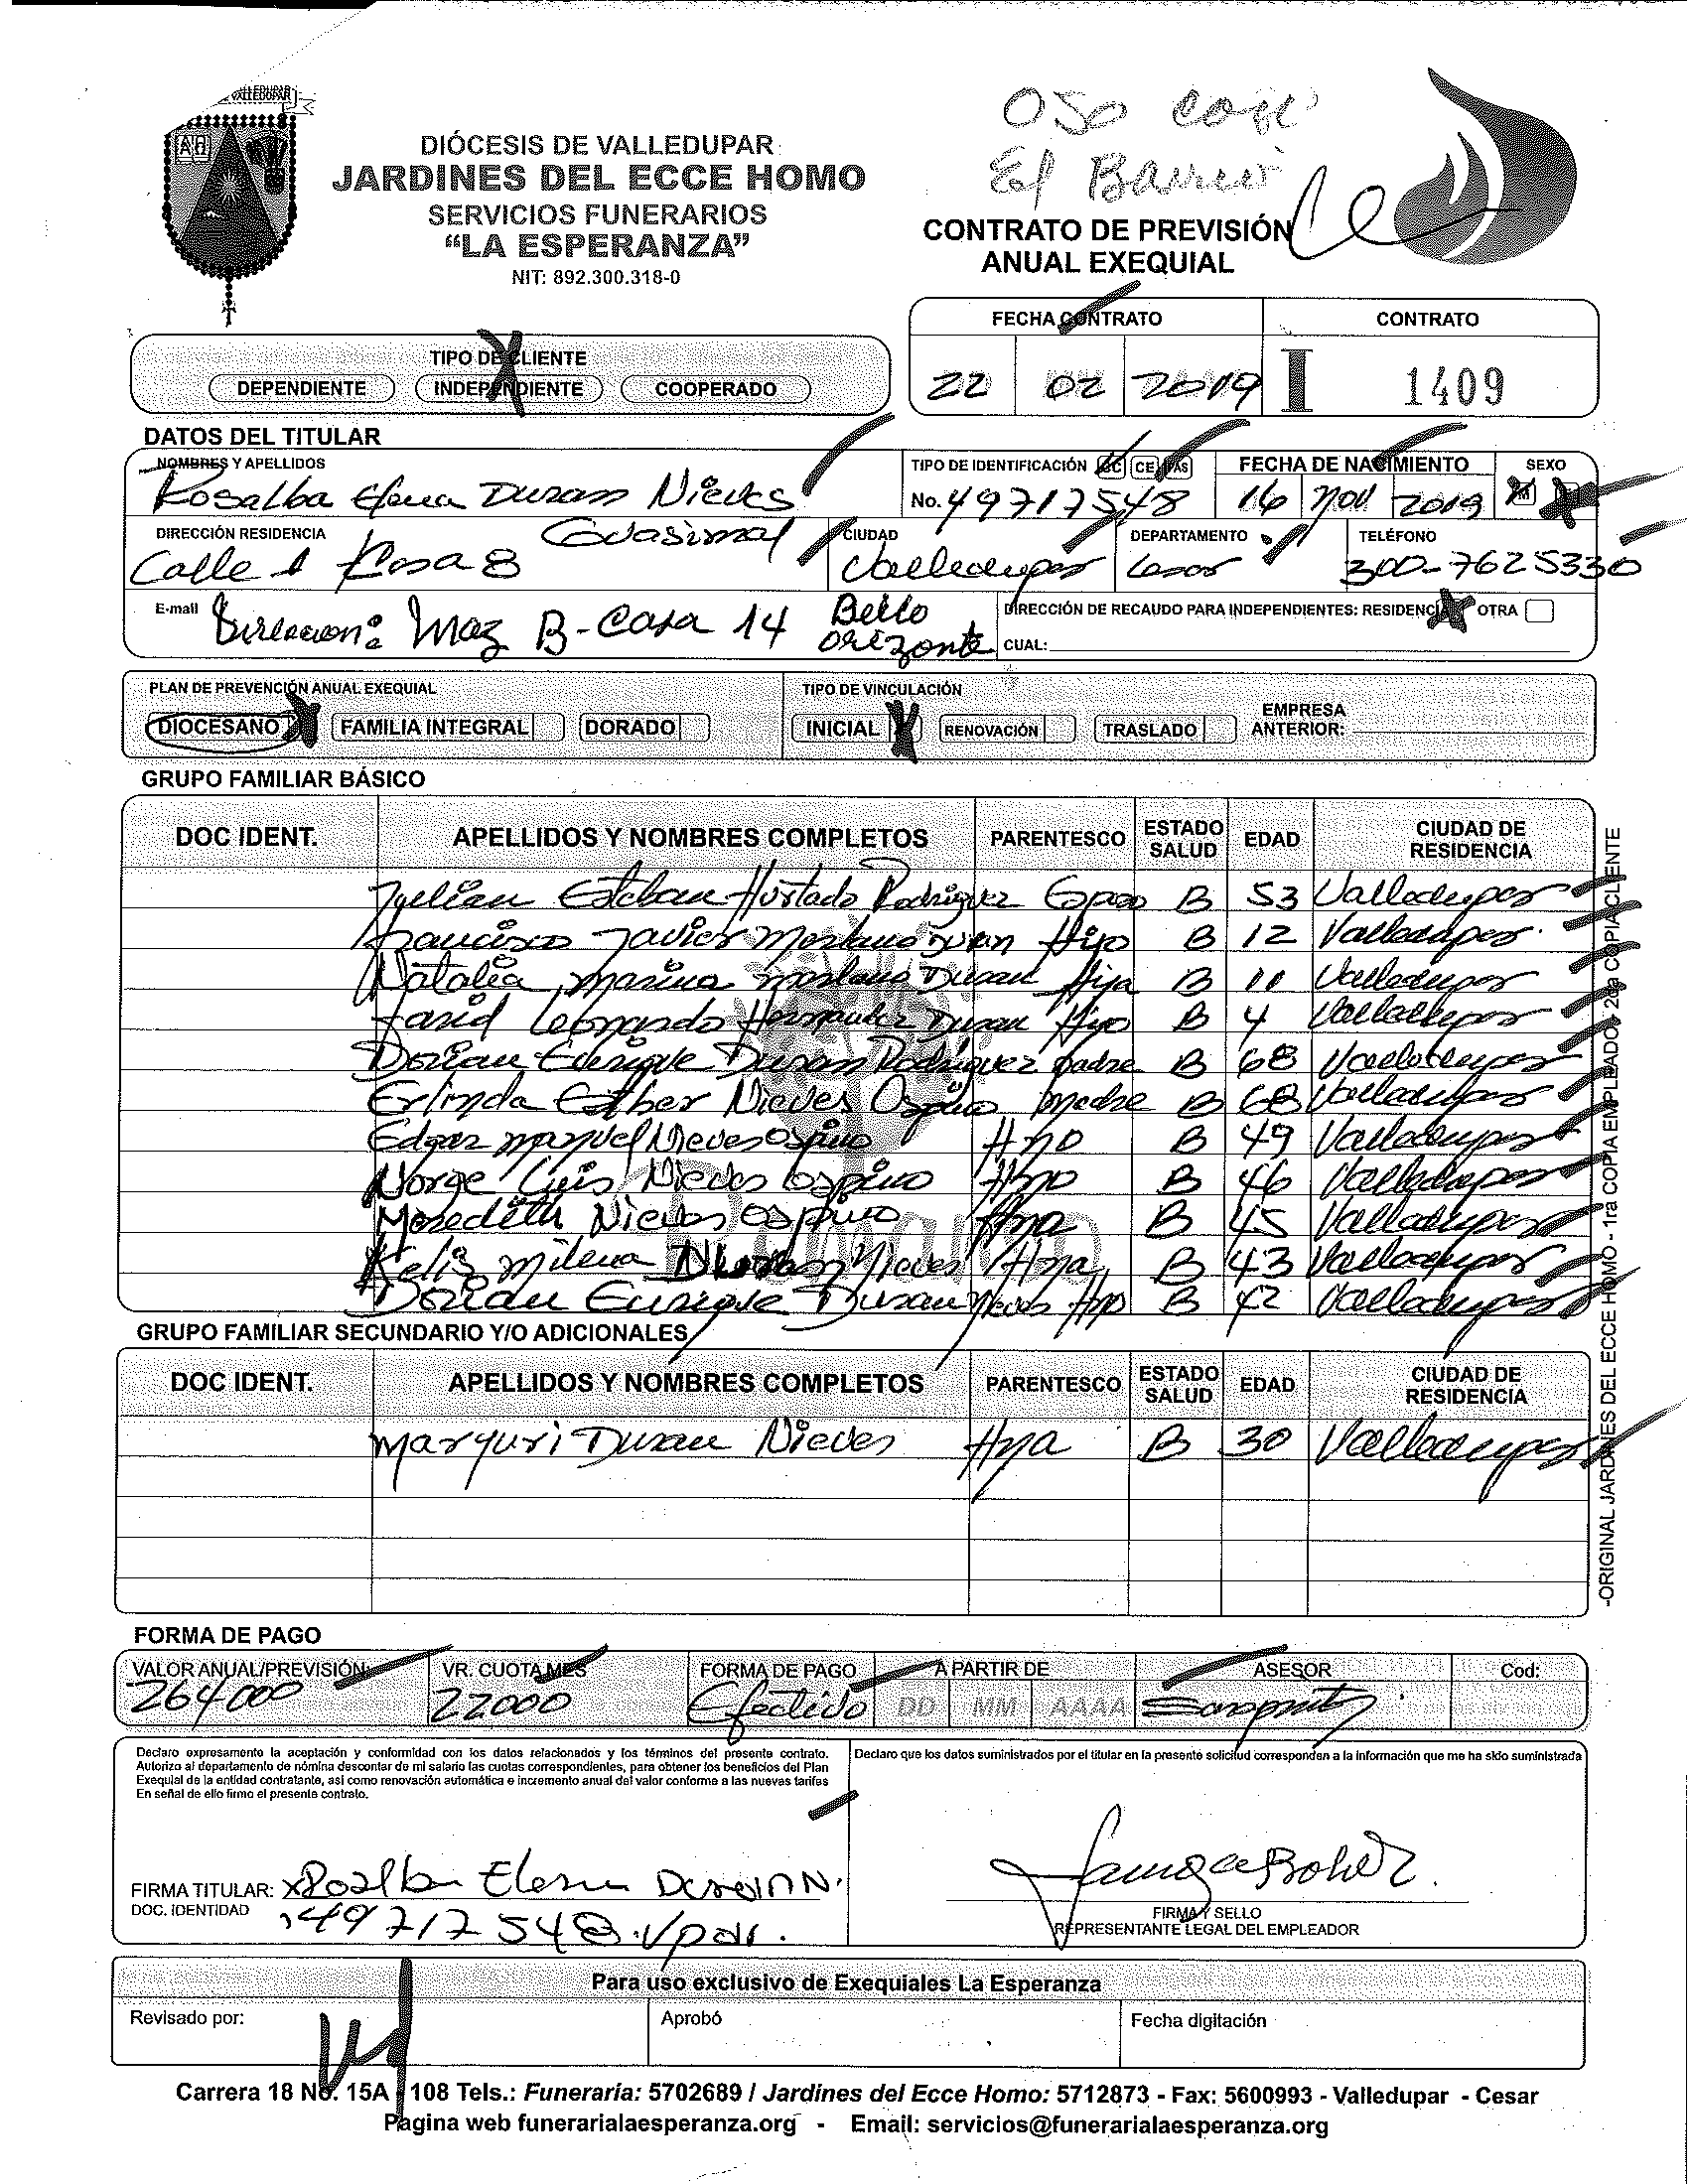 VALLEDUPAR
DIÓCESIS DE VALLEDUPAR
JARDINES DEL ECCE HOMO
SERVICIOS FUNERARIOS
“LA ESPERANZA”
NIT: 892.300.318-0
OJO
El Barrio
CONTRATO DE PREVISIÓN
ANUAL EXEQUIAL
FECHA CONTRATO CONTRATO
22 02 2019 I 1409
TIPO DE CLIENTE
DEPENDIENTE INDEPENDIENTE COOPERADO
DATOS DEL TITULAR
NOMBRES Y APELLIDOS TIPO DE IDENTIFICACIÓN CC CE PAS FECHA DE NACIMIENTO SEXO
Rosalba Elena Duran Nieves No. 49717548 16 nov 2019 M
DIRECCIÓN RESIDENCIA Guasimal CIUDAD DEPARTAMENTO TELÉFONO
Calle 1 Casa 8 Valledupar Cesar 300-7625330
E-mail Direccion: Maz B-Casa 14 Bello Orizonte DIRECCIÓN DE RECAUDO PARA INDEPENDIENTES: RESIDENCIA OTRA
CUAL:
PLAN DE PREVENCIÓN ANUAL EXEQUIAL TIPO DE VINCULACIÓN
DIOCESANO FAMILIA INTEGRAL DORADO INICIAL RENOVACIÓN TRASLADO EMPRESA ANTERIOR:
GRUPO FAMILIAR BÁSICO
DOC IDENT. APELLIDOS Y NOMBRES COMPLETOS PARENTESCO ESTADO SALUD EDAD CIUDAD DE RESIDENCIA
Julian Esteban Hurtado Rodriguez Esposo B 53 Valledupar
Francisco Javier Duran Hijo B 12 Valledupar
Natalia Marina Duran Hija B 11 Valledupar
Farid Leonardo Hernandez Duran Hijo B 4 Valledupar
Dorian Enrique Duran Rodriguez padre B 68 Valledupar
Erlinda Esther Nieves Ospino Madre B 68 Valledupar
Edgar manuel Nieves ospino Hno B 49 Valledupar
Norge Luis Nieves ospino Hno B 46 Valledupar
Meredith Nieves ospino Hna B 45 Valledupar
Kelis milena Duran Nieves Hna B 43 Valledupar
Dorian Enrique Duran Nieves Hno B 42 Valledupar
GRUPO FAMILIAR SECUNDARIO Y/O ADICIONALES
DOC IDENT. APELLIDOS Y NOMBRES COMPLETOS PARENTESCO ESTADO SALUD EDAD CIUDAD DE RESIDENCIA
Maryuri Duran Nieves Hna B 30 Valledupar
-ORIGINAL JARDINES DEL ECCE HOMO - 1ra COPIA EMPLEADOR 2da COPIA CLIENTE
FORMA DE PAGO
VALOR ANUAL/PREVISIÓN VR. CUOTA MES FORMA DE PAGO A PARTIR DE ASESOR Cod:
264000 22000 Efectivo DD MM AAAA
Declaro expresamente la aceptación y conformidad con los datos relacionados y los términos del presente contrato.
Autorizo al departamento de nómina descontar de mi salario las cuotas correspondientes, para obtener los beneficios del Plan
Exequial de la entidad contratante, así como renovación automática e incremento anual del valor conforme a las nuevas tarifas
En señal de ello firmo el presente contrato.
Declaro que los datos suministrados por el titular en la presente solicitud corresponden a la información que me ha sido suministrada
FIRMA TITULAR: x Rosalba Elena Duran N.
DOC. IDENTIDAD 49717548 V/par.
FIRMA Y SELLO
REPRESENTANTE LEGAL DEL EMPLEADOR
Para uso exclusivo de Exequiales La Esperanza
Revisado por: Aprobó Fecha digitación
Carrera 18 No. 15A - 108 Tels.: Funeraria: 5702689 / Jardines del Ecce Homo: 5712873 - Fax: 5600993 - Valledupar - Cesar
Pagina web funerarialaesperanza.org - Email: servicios@funerarialaesperanza.org